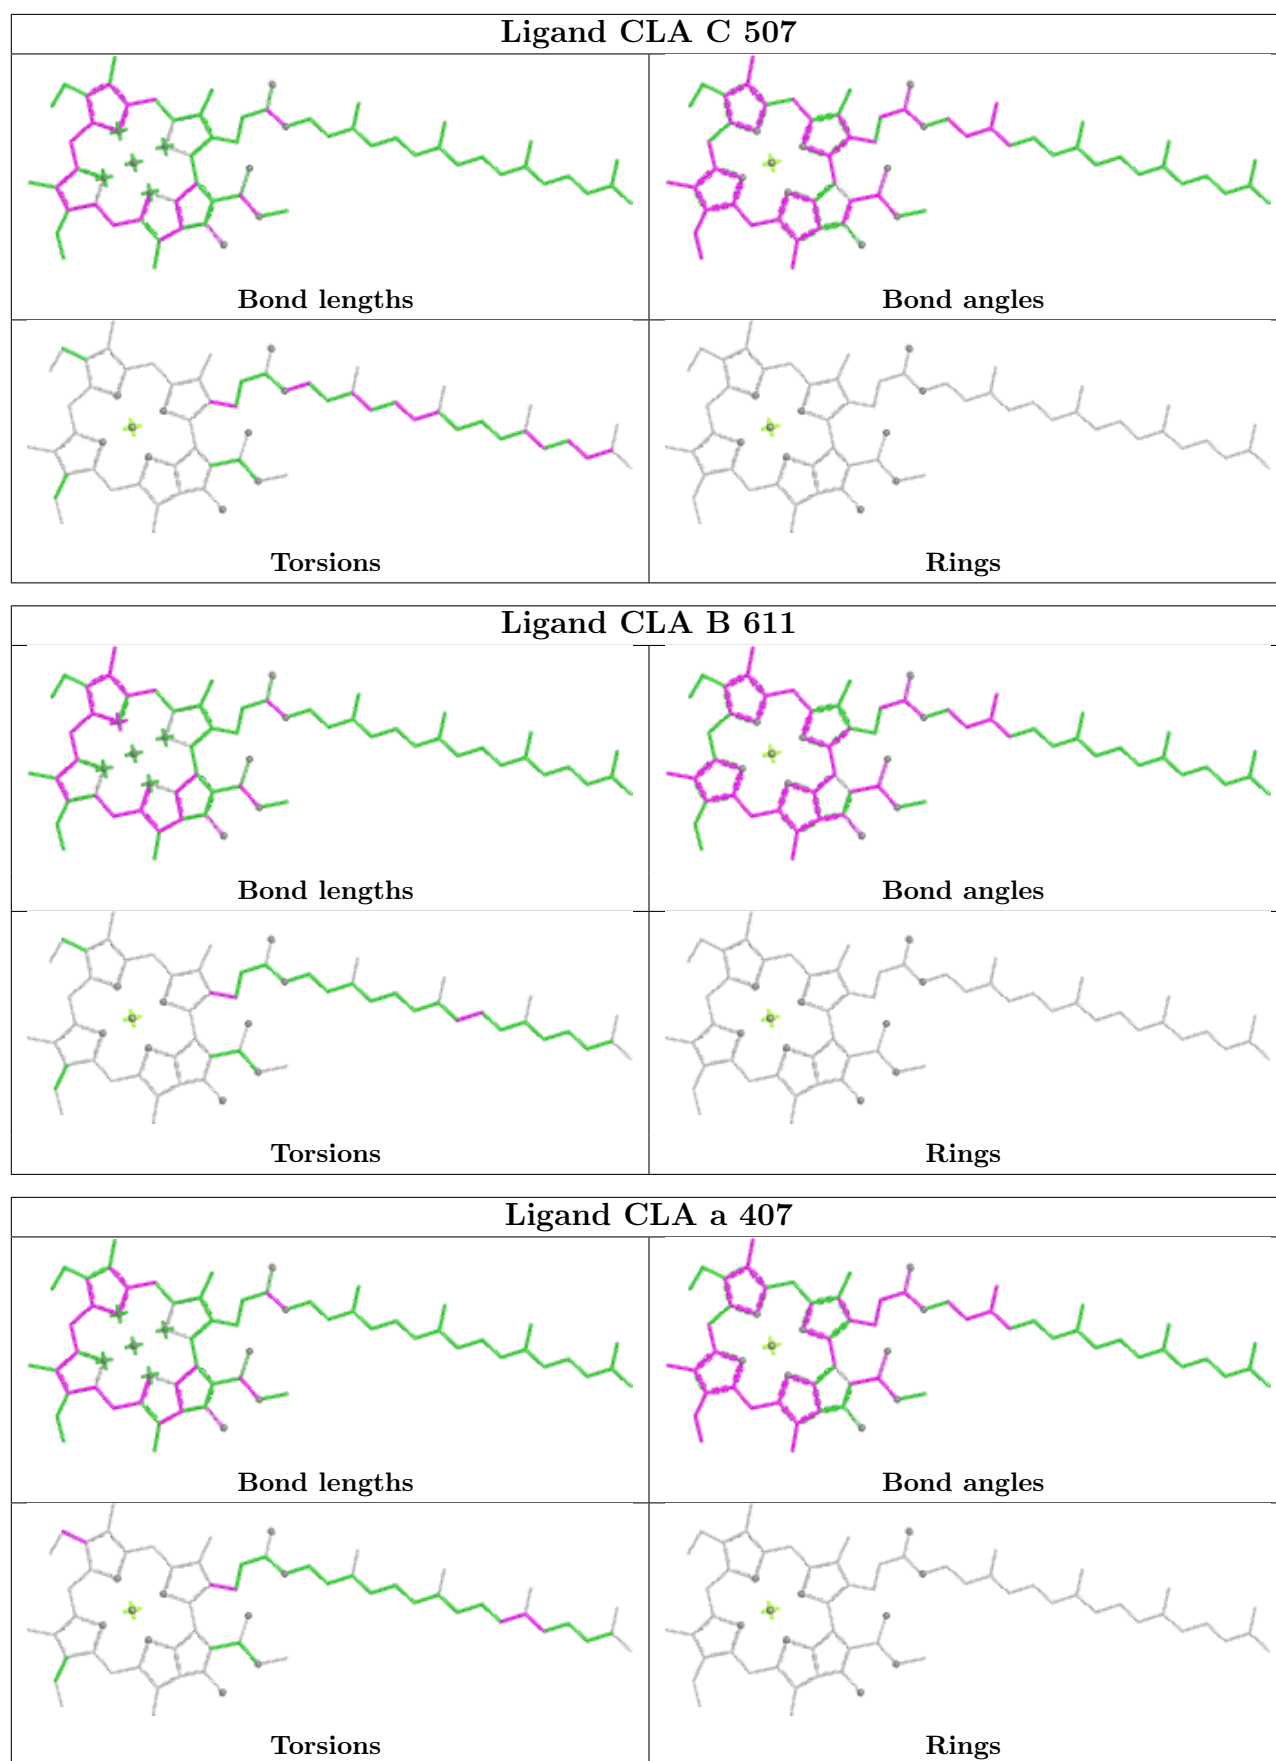 Ligand CLA C 507
Bond lengths
Bond angles
Torsions
Rings
Ligand CLA B 611
Bond lengths
Bond angles
Torsions
Rings
Ligand CLA a 407
Bond lengths
Bond angles
Torsions
Rings